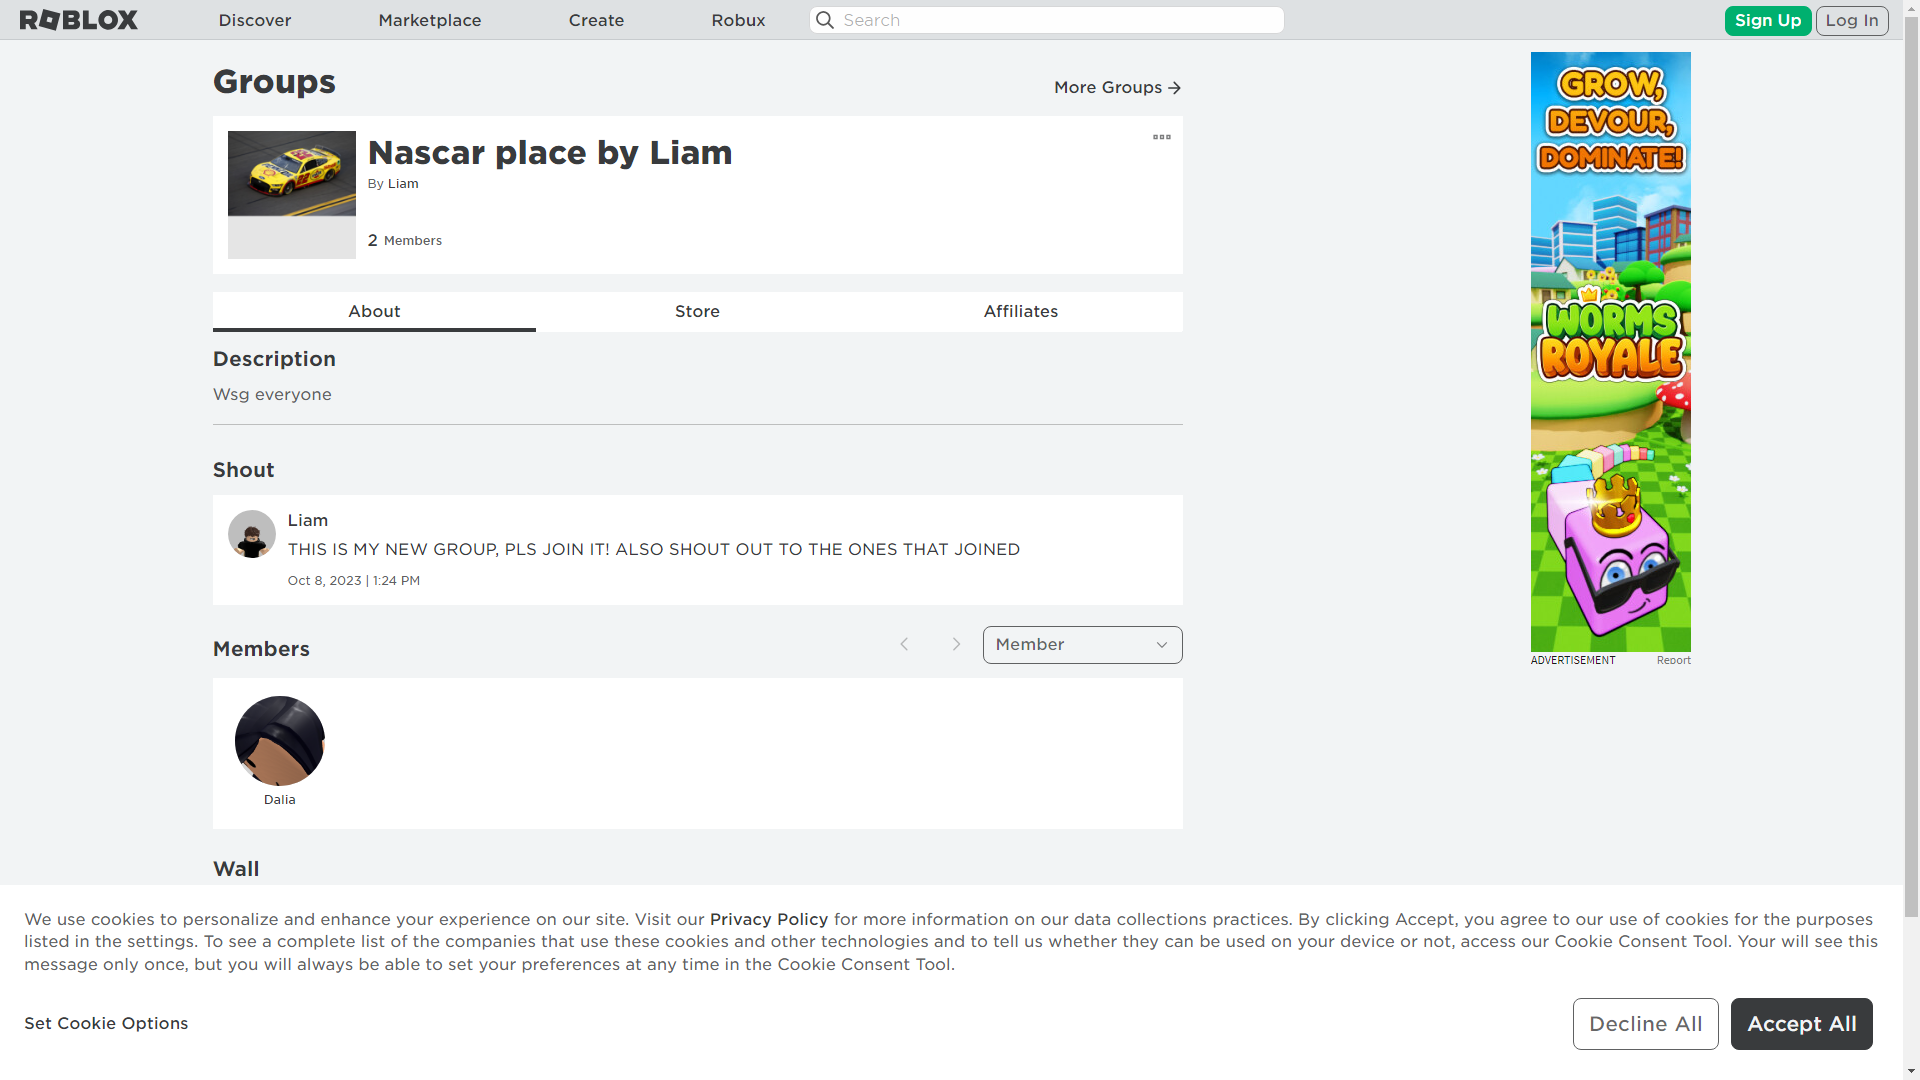 ROBLOX
Discover
Marketplace
Create
Robux
Search
Sign Up
Log In
Groups
More Groups
Nascar place by Liam
By Liam
2 Members
About
Store
Affiliates
Description
Wsg everyone
Shout
Liam
THIS IS MY NEW GROUP, PLS JOIN IT! ALSO SHOUT OUT TO THE ONES THAT JOINED
Oct 8, 2023 | 1:24 PM
Members
Member
Dalia
Wall
GROW,
DEVOUR,
DOMINATE!
WORMS
ROYALE
ADVERTISEMENT
Report
We use cookies to personalize and enhance your experience on our site. Visit our Privacy Policy for more information on our data collections practices. By clicking Accept, you agree to our use of cookies for the purposes
listed in the settings. To see a complete list of the companies that use these cookies and other technologies and to tell us whether they can be used on your device or not, access our Cookie Consent Tool. Your will see this
message only once, but you will always be able to set your preferences at any time in the Cookie Consent Tool.
Set Cookie Options
Decline All
Accept All